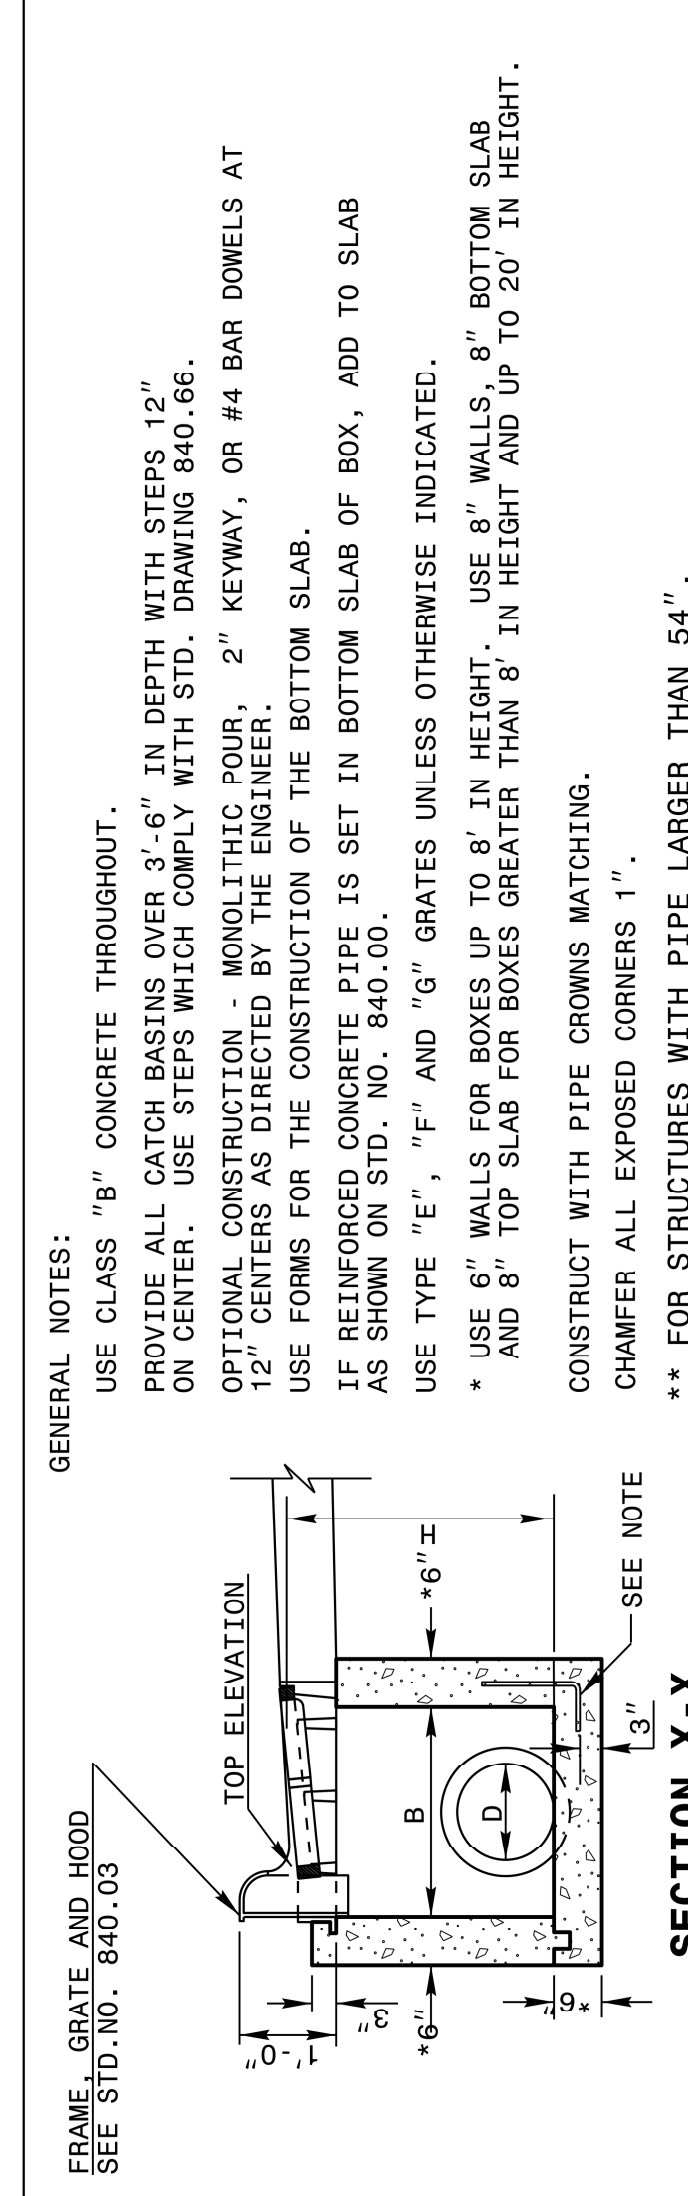 GENERAL NOTES:
USE CLASS "B" CONCRETE THROUGHOUT.
PROVIDE ALL CATCH BASINS OVER 3'-6" IN DEPTH WITH STEPS 12"
ON CENTER. USE STEPS WHICH COMPLY WITH STD. DRAWING 840.66.
OPTIONAL CONSTRUCTION - MONOLITHIC POUR, 2" KEYWAY, OR #4 BAR DOWELS AT
12" CENTERS AS DIRECTED BY THE ENGINEER.
USE FORMS FOR THE CONSTRUCTION OF THE BOTTOM SLAB.
IF REINFORCED CONCRETE PIPE IS SET IN BOTTOM SLAB OF BOX, ADD TO SLAB
AS SHOWN ON STD. NO. 840.00.
USE TYPE "E", "F" AND "G" GRATES UNLESS OTHERWISE INDICATED.
* USE 6" WALLS FOR BOXES UP TO 8' IN HEIGHT. USE 8" WALLS, 8" BOTTOM SLAB
AND 8" TOP SLAB FOR BOXES GREATER THAN 8' IN HEIGHT AND UP TO 20' IN HEIGHT.
CONSTRUCT WITH PIPE CROWNS MATCHING.
CHAMFER ALL EXPOSED CORNERS 1".
** FOR STRUCTURES WITH PIPE LARGER THAN 54".
FRAME, GRATE AND HOOD
SEE STD.NO. 840.03
TOP ELEVATION
1'-0"
3"
*6"
B
*6"
H
D
*6"
3"
SEE NOTE
SECTION X-X